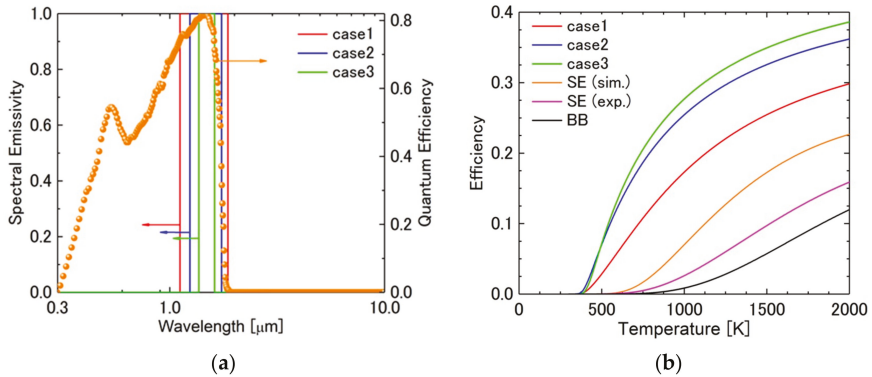 case1
case2
case3
Spectral Emissivity
1.0
0.8
0.6
0.4
0.2
0.0
0.3
1.0
10.0
Wavelength [μm]
0.8
0.6
0.4
0.2
0.0
Quantum Efficiency
(a)
case1
case2
case3
SE (sim.)
SE (exp.)
BB
Efficiency
0.4
0.3
0.2
0.1
0.0
0
500
1000
1500
2000
Temperature [K]
(b)